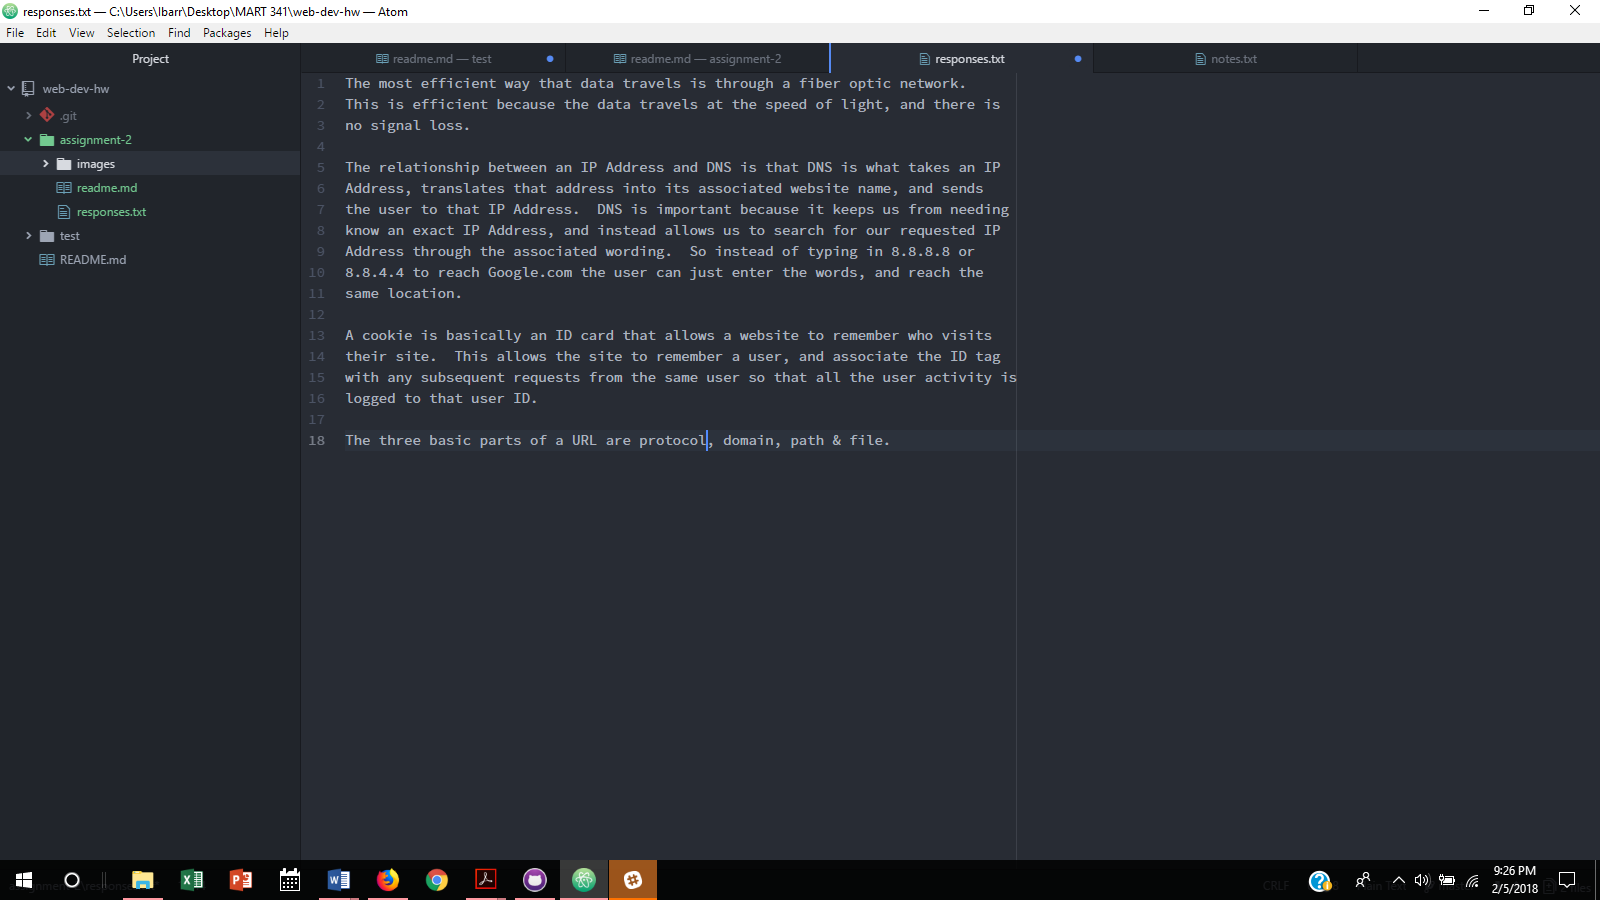 responses.txt — C:\Users\lbarr\Desktop\MART 341\web-dev-hw — Atom
File Edit View Selection Find Packages Help
Project
readme.md — test
readme.md — assignment-2
responses.txt
notes.txt
web-dev-hw
.git
assignment-2
images
readme.md
responses.txt
test
README.md
1 The most efficient way that data travels is through a fiber optic network.
2 This is efficient because the data travels at the speed of light, and there is
3 no signal loss.
4
5 The relationship between an IP Address and DNS is that DNS is what takes an IP
6 Address, translates that address into its associated website name, and sends
7 the user to that IP Address.  DNS is important because it keeps us from needing
8 know an exact IP Address, and instead allows us to search for our requested IP
9 Address through the associated wording.  So instead of typing in 8.8.8.8 or
10 8.8.4.4 to reach Google.com the user can just enter the words, and reach the
11 same location.
12
13 A cookie is basically an ID card that allows a website to remember who visits
14 their site.  This allows the site to remember a user, and associate the ID tag
15 with any subsequent requests from the same user so that all the user activity is
16 logged to that user ID.
17
18 The three basic parts of a URL are protocol, domain, path & file.
CRLF
9:26 PM
2/5/2018